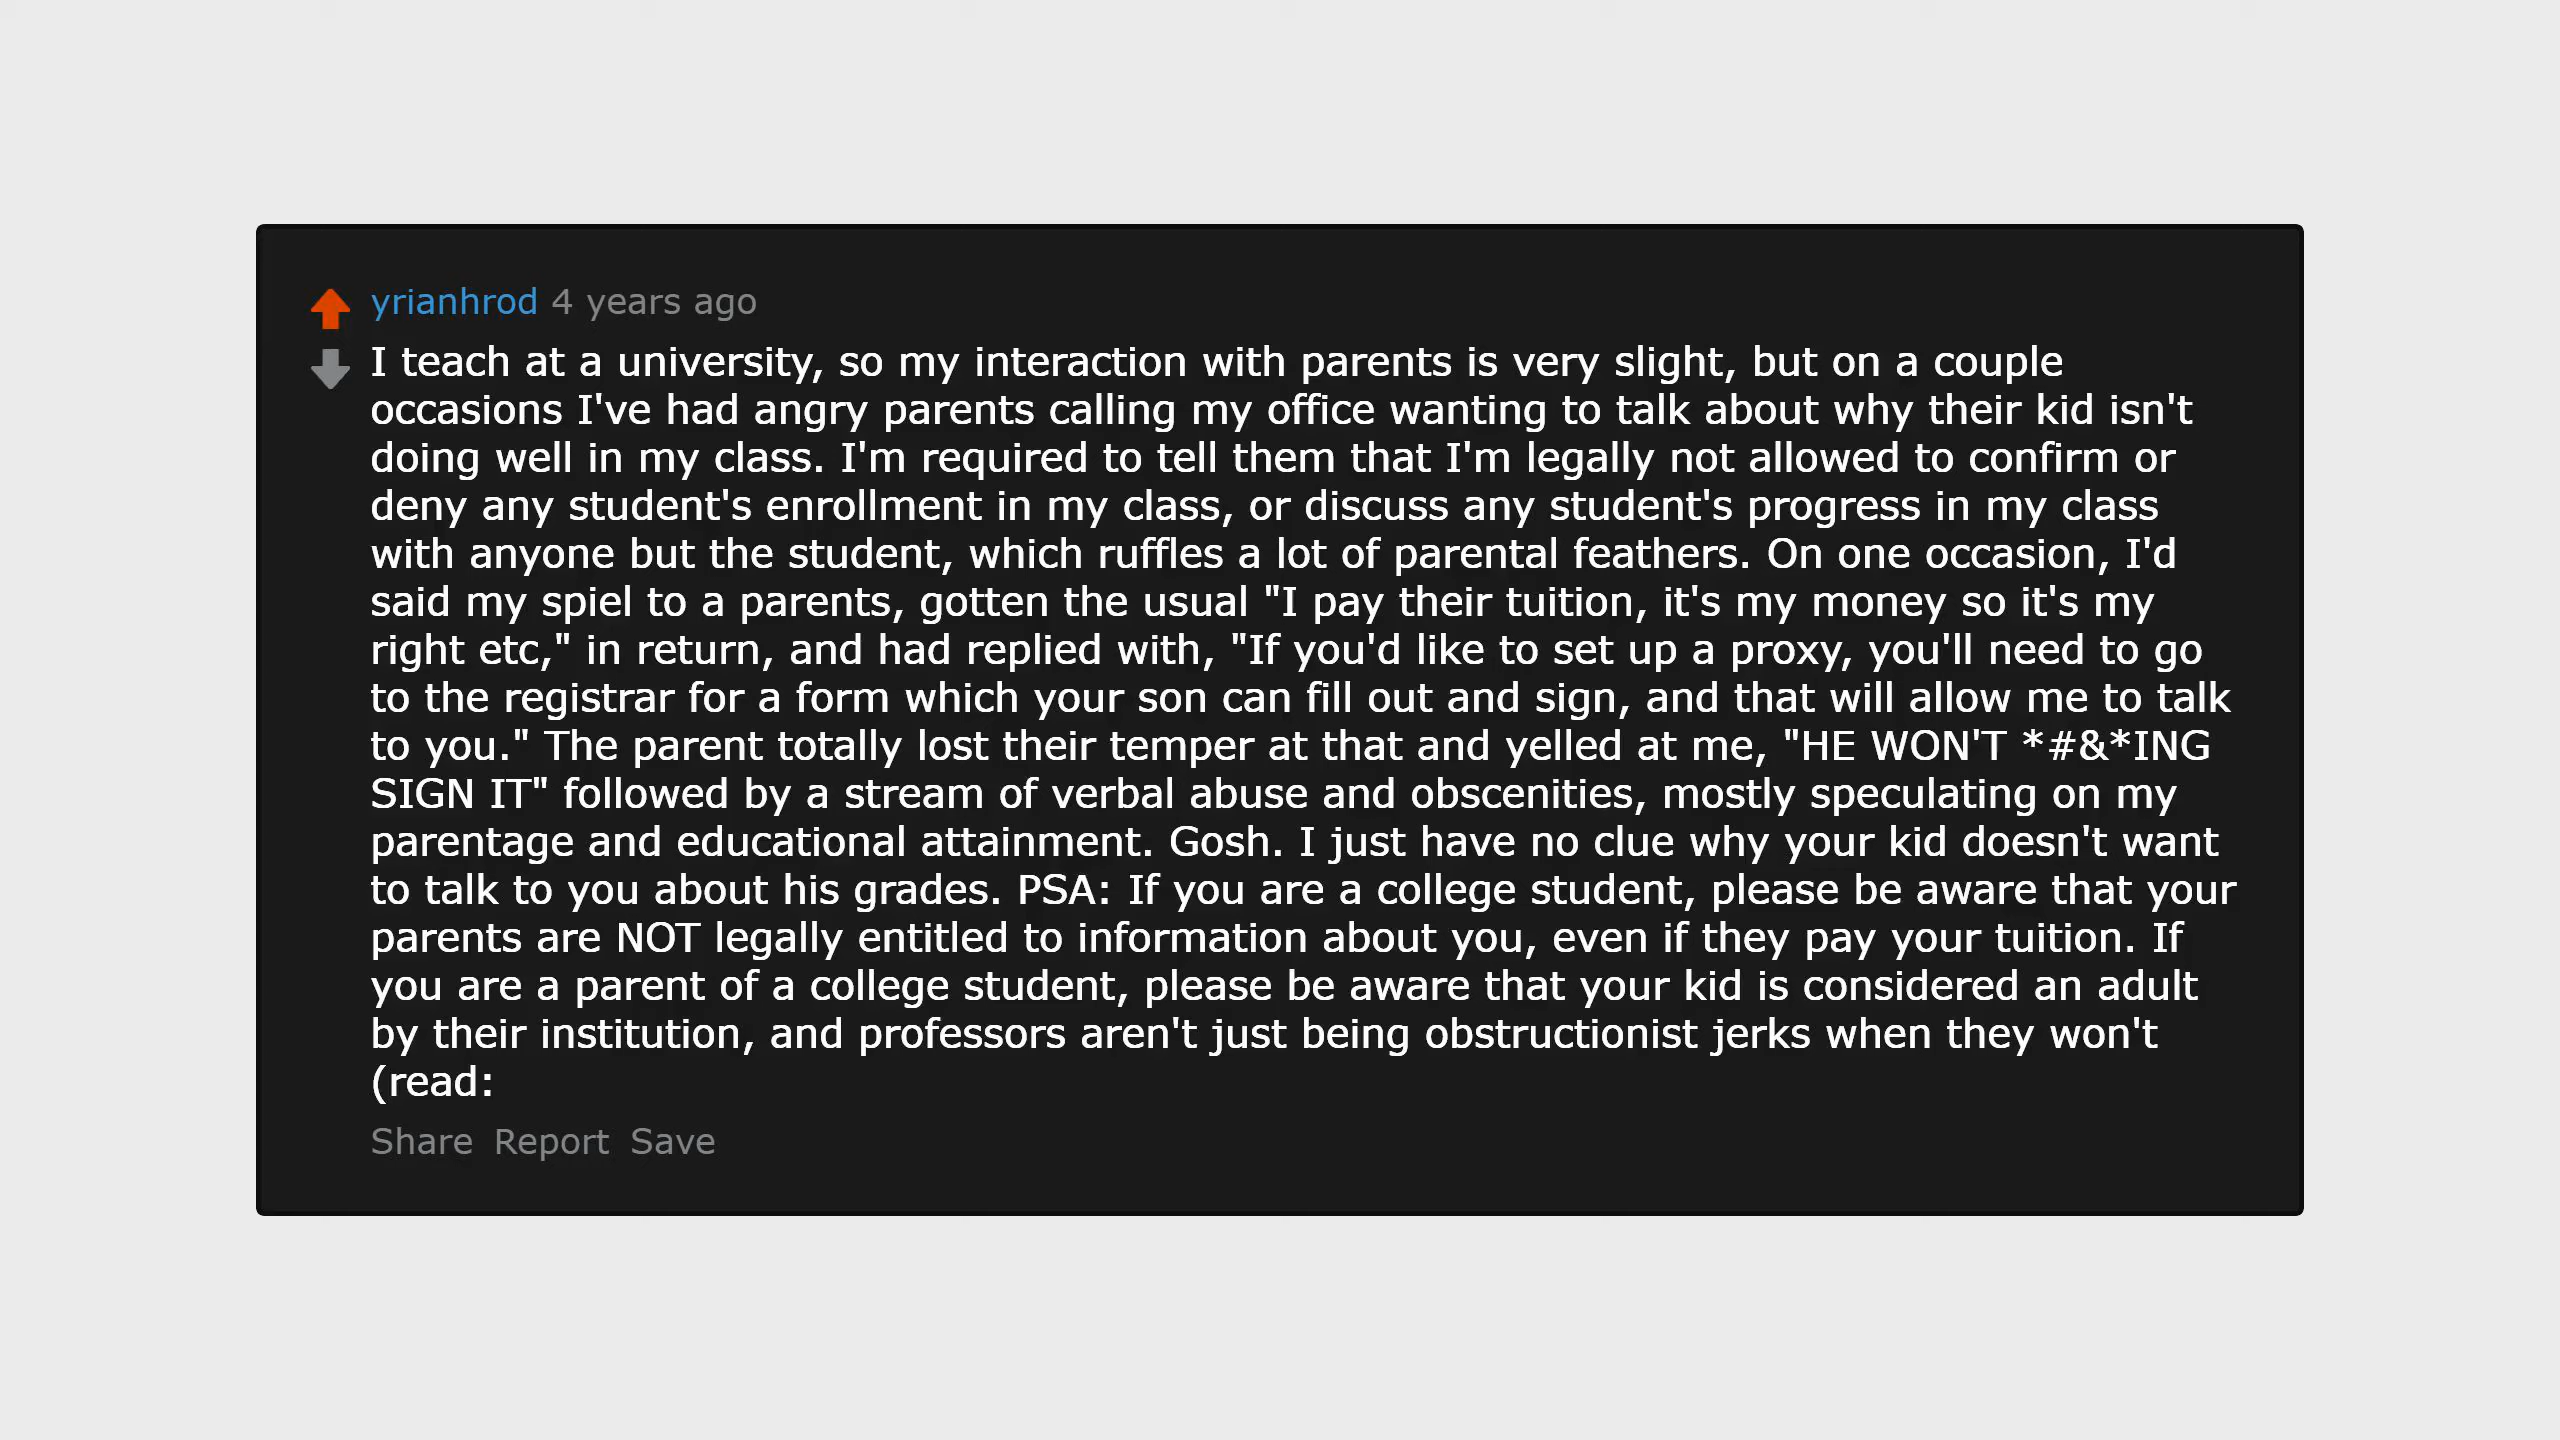 yrianhrod 4 years ago
I teach at a university, so my interaction with parents is very slight, but on a couple
occasions I've had angry parents calling my office wanting to talk about why their kid isn't
doing well in my class. I'm required to tell them that I'm legally not allowed to confirm or
deny any student's enrollment in my class, or discuss any student's progress in my class
with anyone but the student, which ruffles a lot of parental feathers. On one occasion, I'd
said my spiel to a parents, gotten the usual "I pay their tuition, it's my money so it's my
right etc," in return, and had replied with, "If you'd like to set up a proxy, you'll need to go
to the registrar for a form which your son can fill out and sign, and that will allow me to talk
to you." The parent totally lost their temper at that and yelled at me, "HE WON'T *#&*ING
SIGN IT" followed by a stream of verbal abuse and obscenities, mostly speculating on my
parentage and educational attainment. Gosh. I just have no clue why your kid doesn't want
to talk to you about his grades. PSA: If you are a college student, please be aware that your
parents are NOT legally entitled to information about you, even if they pay your tuition. If
you are a parent of a college student, please be aware that your kid is considered an adult
by their institution, and professors aren't just being obstructionist jerks when they won't
(read:
Share Report Save